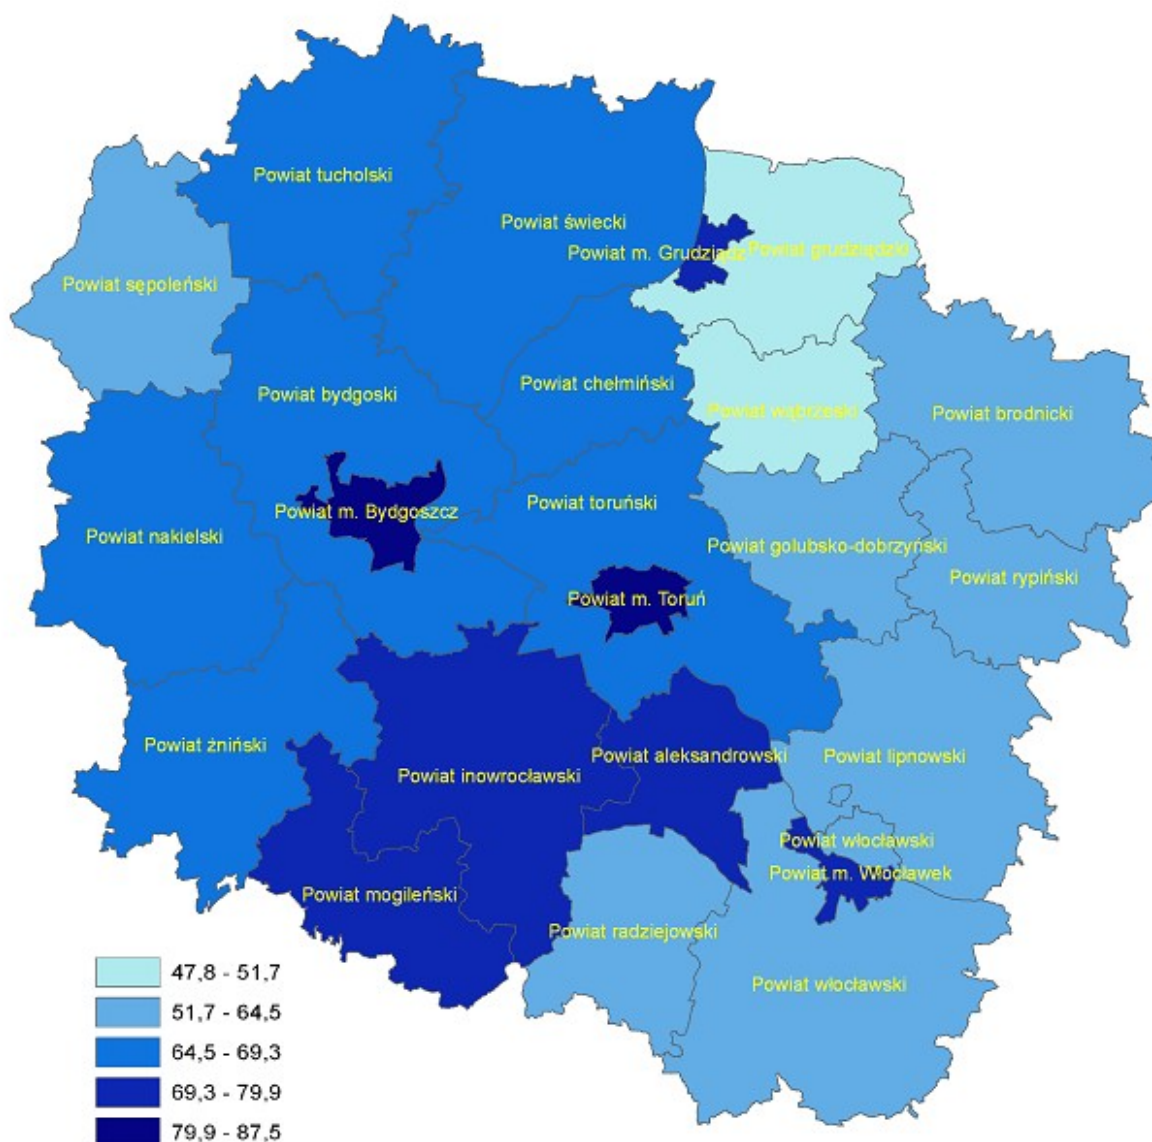 Powiat tucholski
Powiat świecki
Powiat m. Grudziądz
Powiat grudziądzki
Powiat sępoleński
Powiat chełmiński
Powiat bydgoski
Powiat wąbrzeski
Powiat brodnicki
Powiat toruński
Powiat m. Bydgoszcz
Powiat nakielski
Powiat golubsko-dobrzyński
Powiat rypiński
Powiat m. Toruń
Powiat żniński
Powiat aleksandrowski
Powiat lipnowski
Powiat inowrocławski
Powiat włocławski
Powiat m. Włocławek
Powiat mogileński
Powiat radziejowski
Powiat włocławski
47,8 - 51,7
51,7 - 64,5
64,5 - 69,3
69,3 - 79,9
79,9 - 87,5